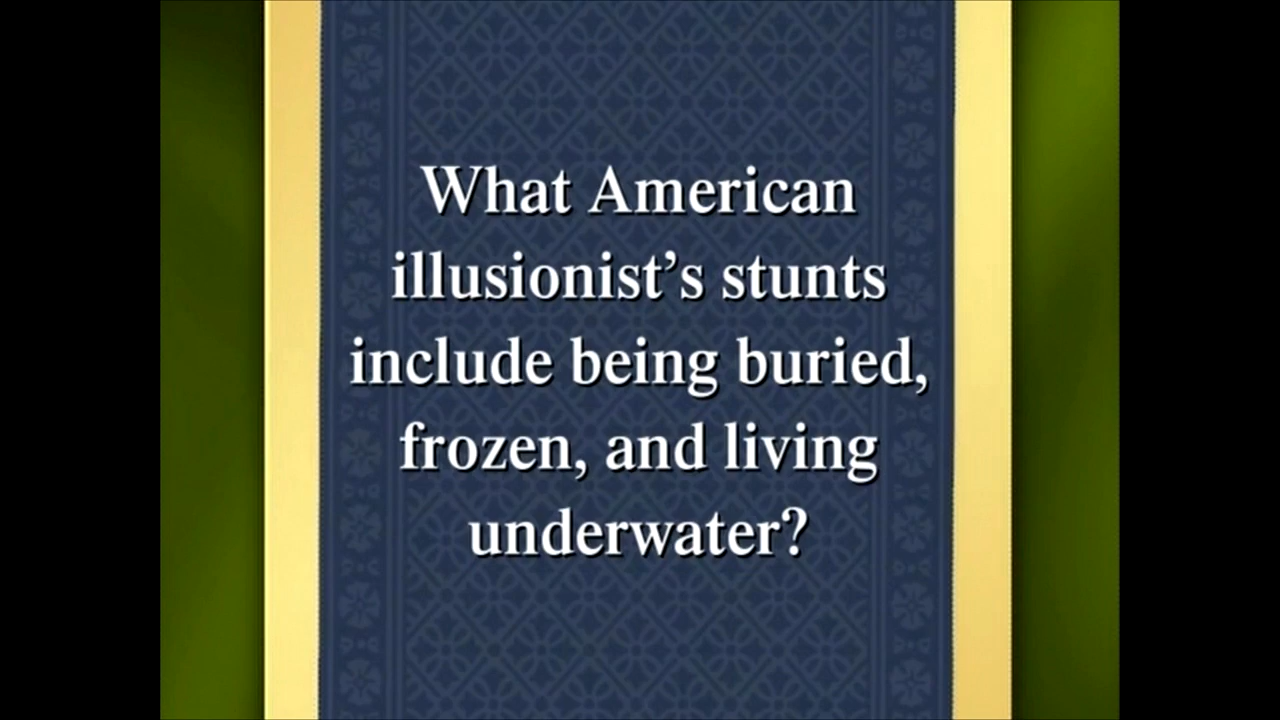 What American
illusionist’s stunts
include being buried,
frozen, and living
underwater?